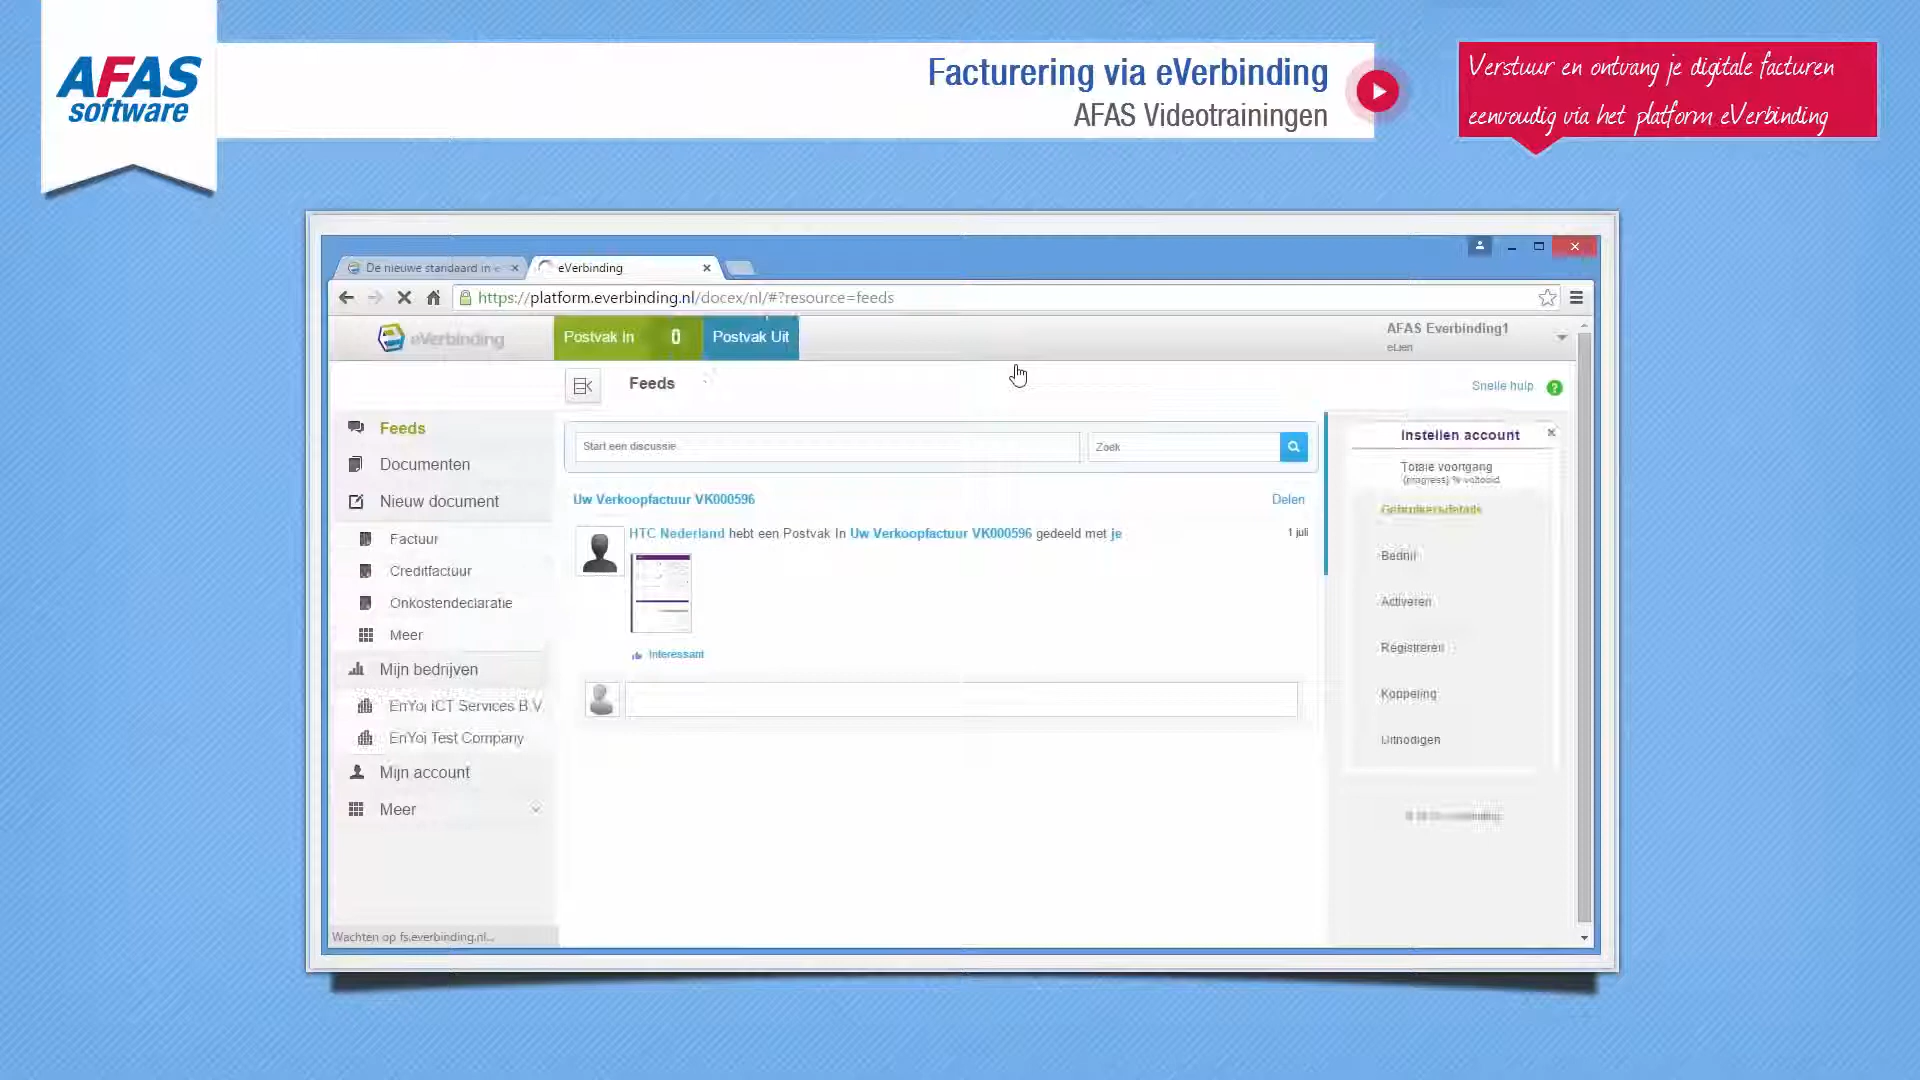 AFAS
software
Facturering via eVerbinding
AFAS Videotrainingen
Verstuur en ontvang je digitale facturen
eenvoudig via het platform eVerbinding
De nieuwe standaard in e
eVerbinding
https://platform.everbinding.nl/docex/nl/#?resource=feeds
eVerbinding
Postvak In 0
Postvak Uit
AFAS Everbinding1
eLien
Feeds
Snelle hulp
Feeds
Documenten
Nieuw document
Factuur
Creditfactuur
Onkostendeclaratie
Meer
Mijn bedrijven
EnYoi ICT Services B.V.
EnYoi Test Company
Mijn account
Meer
Start een discussie
Zoek
Uw Verkoopfactuur VK000596
Delen
HTC Nederland hebt een Postvak In Uw Verkoopfactuur VK000596 gedeeld met je
1 juli
Interessant
Instellen account
Totale voortgang
{progress} % voltooid
Gebruikersdetails
Bedrijf
Activeren
Registreren
Koppeling
Uitnodigen
Wachten op fs.everbinding.nl...